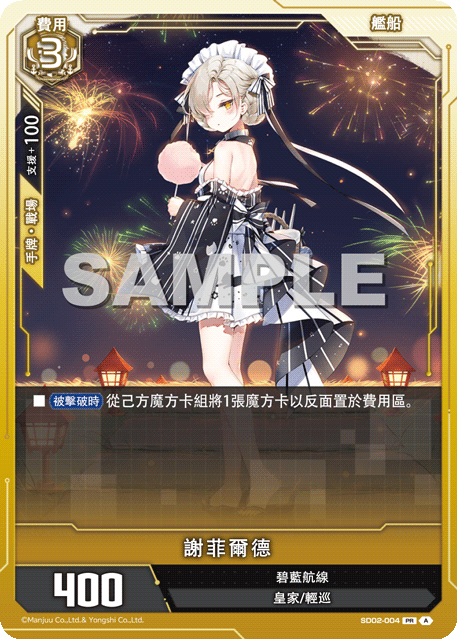 費用
3
艦船
支援+100
手牌・戰場
SAMPLE
■ 被擊破時 從己方魔方卡組將1張魔方卡以反面置於費用區。
謝菲爾德
400
碧藍航線
皇家/輕巡
©Manjuu Co.,Ltd.& Yongshi Co.,Ltd.
SD02-004 PR A